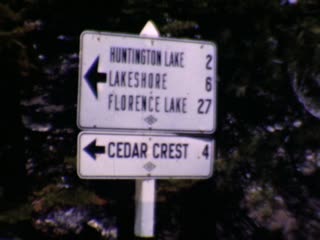 HUNTINGTON LAKE 2
LAKESHORE 6
FLORENCE LAKE 27
CEDAR CREST .4